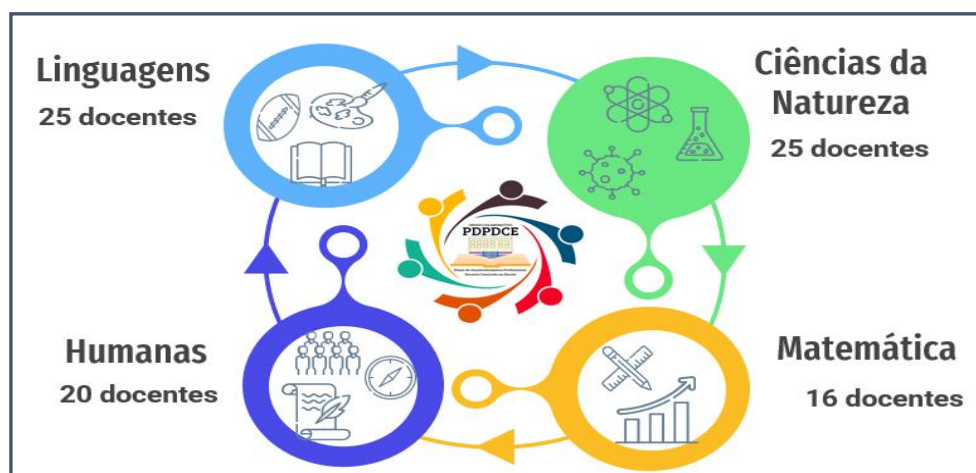 Linguagens
25 docentes
Ciências da
Natureza
25 docentes
PDPDCE
Humanas
20 docentes
Matemática
16 docentes